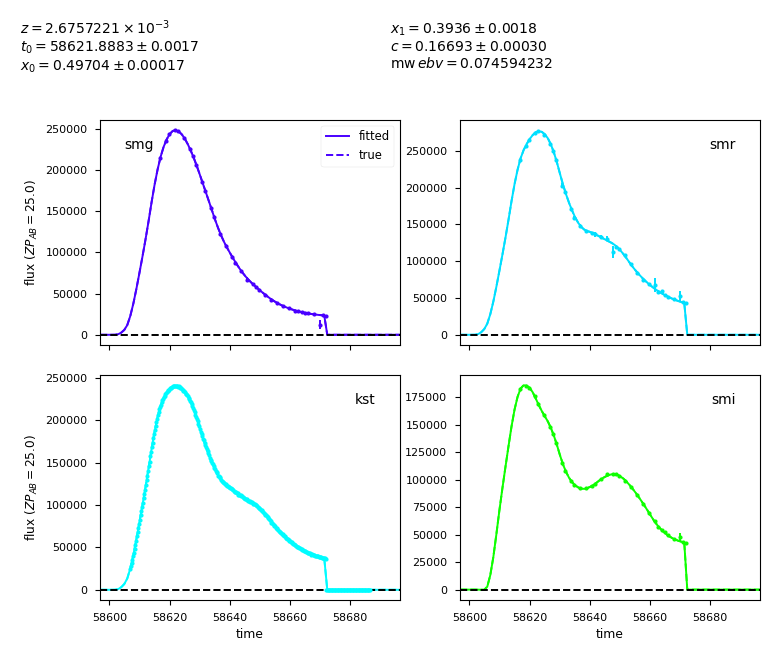 z = 2.6757221 × 10⁻³
t₀ = 58621.8883 ± 0.0017
x₀ = 0.49704 ± 0.00017
x₁ = 0.3936 ± 0.0018
c = 0.16693 ± 0.00030
mw ebv = 0.074594232
250000
200000
150000
100000
50000
0
flux (ZP_AB = 25.0)
smg
fitted
true
250000
200000
150000
100000
50000
0
smr
250000
200000
150000
100000
50000
0
flux (ZP_AB = 25.0)
kst
58600 58620 58640 58660 58680
time
175000
150000
125000
100000
75000
50000
25000
0
smi
58600 58620 58640 58660 58680
time